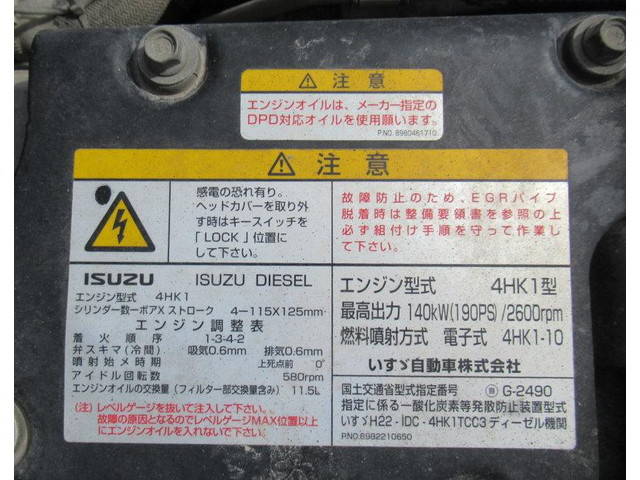 ⚠ 注意
エンジンオイルは、メーカー指定の
DPD対応オイルを使用願います。
P.NO.8980461710
⚠ 注意
感電の恐れ有り。
ヘッドカバーを取り外
す時はキースイッチを
「LOCK」位置に
して下さい。
故障防止のため、EGRパイプ
脱着時は整備要領書を参照の上
必ず組付け手順を守って作業し
て下さい。
ISUZU ISUZU DIESEL
エンジン型式 4HK1
シリンダ数ーボアXストローク 4ー115X125mm
エンジン調整表
着火順序 1-3-4-2
弁スキマ(冷間) 吸気0.6mm 排気0.6mm
噴射始メ時期 上死点前 0°
アイドル回転数 580rpm
エンジンオイルの交換量(フィルター部交換量含み) 11.5L
(注) レベルゲージを抜いて注入して下さい。
故障の原因となるのでレベルゲージMAX位置以上
にエンジンオイルを入れないで下さい。
エンジン型式 4HK1型
最高出力 140kW(190PS)/2600rpm
燃料噴射方式 電子式 4HK1-10
いすゞ自動車株式会社
国土交通省型式指定番号 G-2490
指定に係る一酸化炭素等発散防止装置型式
いすゞH22・IDC・4HK1TCC3ディーゼル機関
P.NO.8982210650